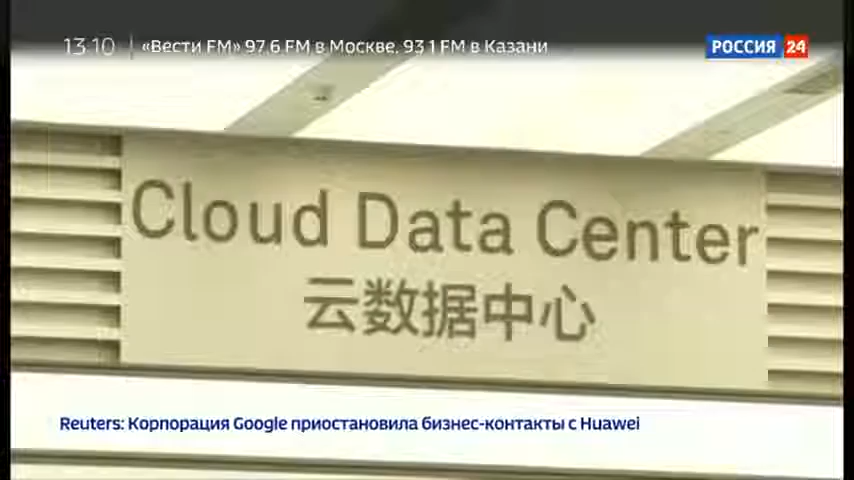 13:10 «Вести FM» 97.6 FM в Москве, 93.1 FM в Казани
РОССИЯ 24
Cloud Data Center
云数据中心
Reuters: Корпорация Google приостановила бизнес-контакты с Huawei